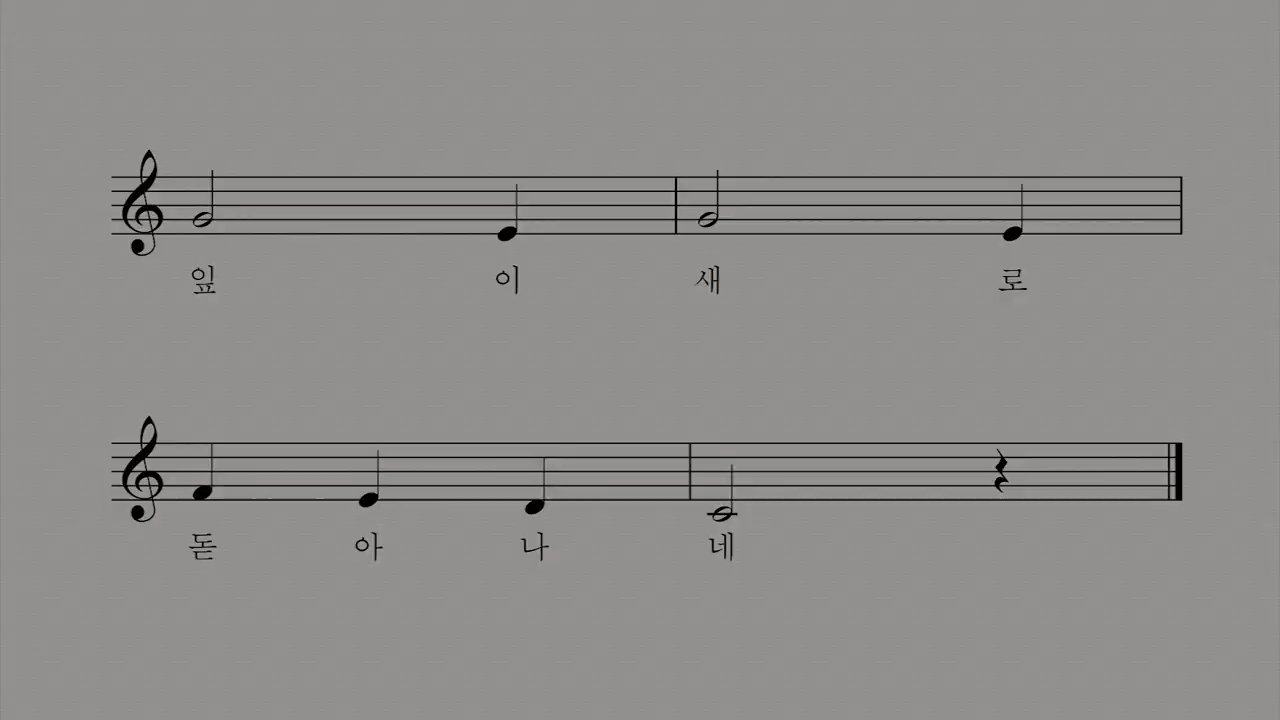 잎 이 새 로
돋 아 나 네